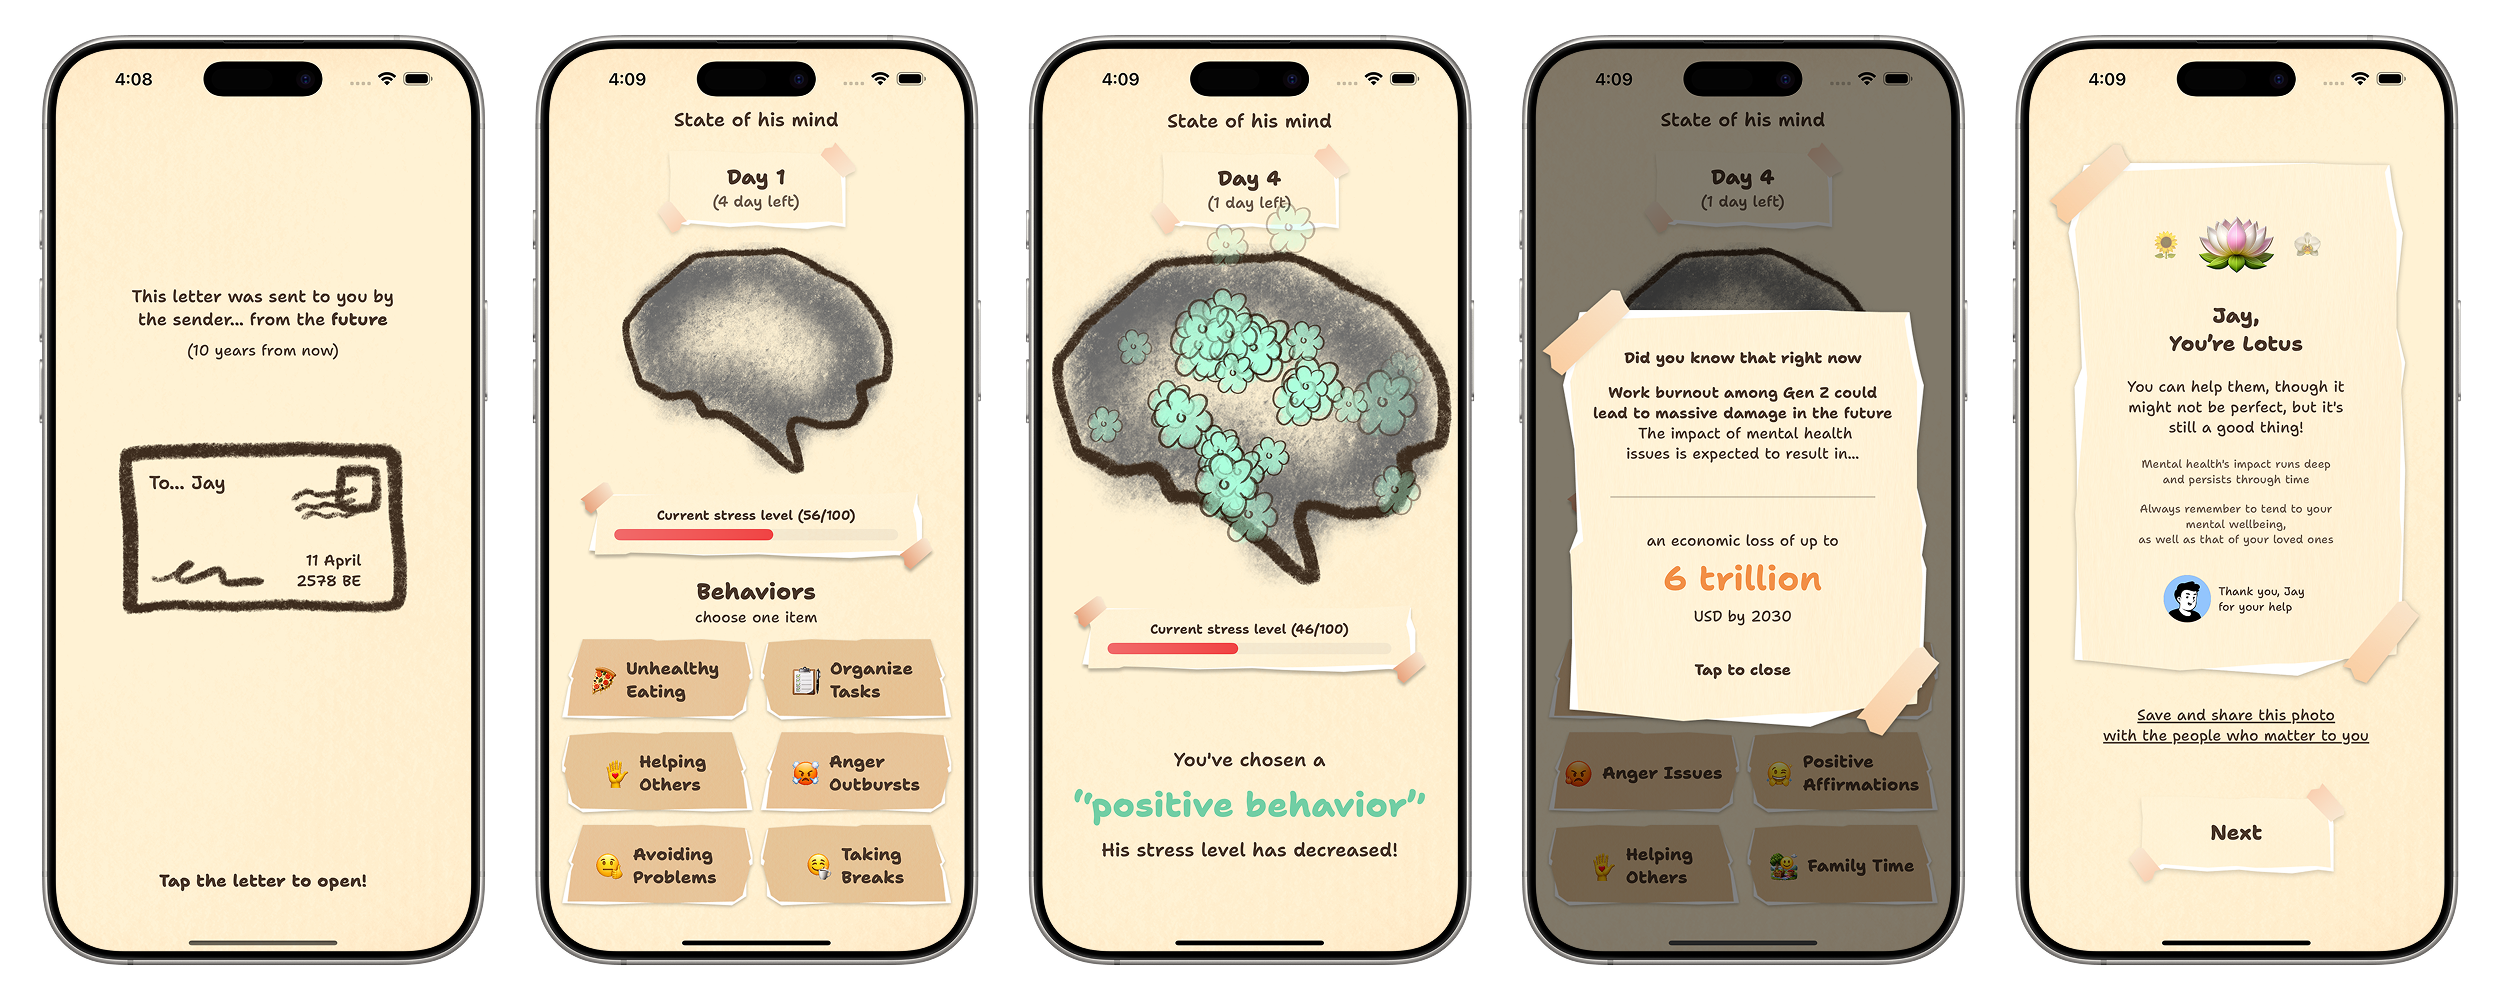 4:08
This letter was sent to you by
the sender... from the future
(10 years from now)
To... Jay
11 April
2578 BE
Tap the letter to open!
4:09
State of his mind
Day 1
(4 day left)
Current stress level (56/100)
Behaviors
choose one item
Unhealthy
Eating
Organize
Tasks
Helping
Others
Anger
Outbursts
Avoiding
Problems
Taking
Breaks
4:09
State of his mind
Day 4
(1 day left)
Current stress level (46/100)
You've chosen a
"positive behavior"
His stress level has decreased!
4:09
State of his mind
Day 4
(1 day left)
Did you know that right now
Work burnout among Gen Z could
lead to massive damage in the future
The impact of mental health
issues is expected to result in...
an economic loss of up to
6 trillion
USD by 2030
Tap to close
Anger Issues
Positive
Affirmations
Helping
Others
Family Time
4:09
Jay,
You're Lotus
You can help them, though it
might not be perfect, but it's
still a good thing!
Mental health's impact runs deep
and persists through time
Always remember to tend to your
mental wellbeing,
as well as that of your loved ones
Thank you, Jay
for your help
Save and share this photo
with the people who matter to you
Next